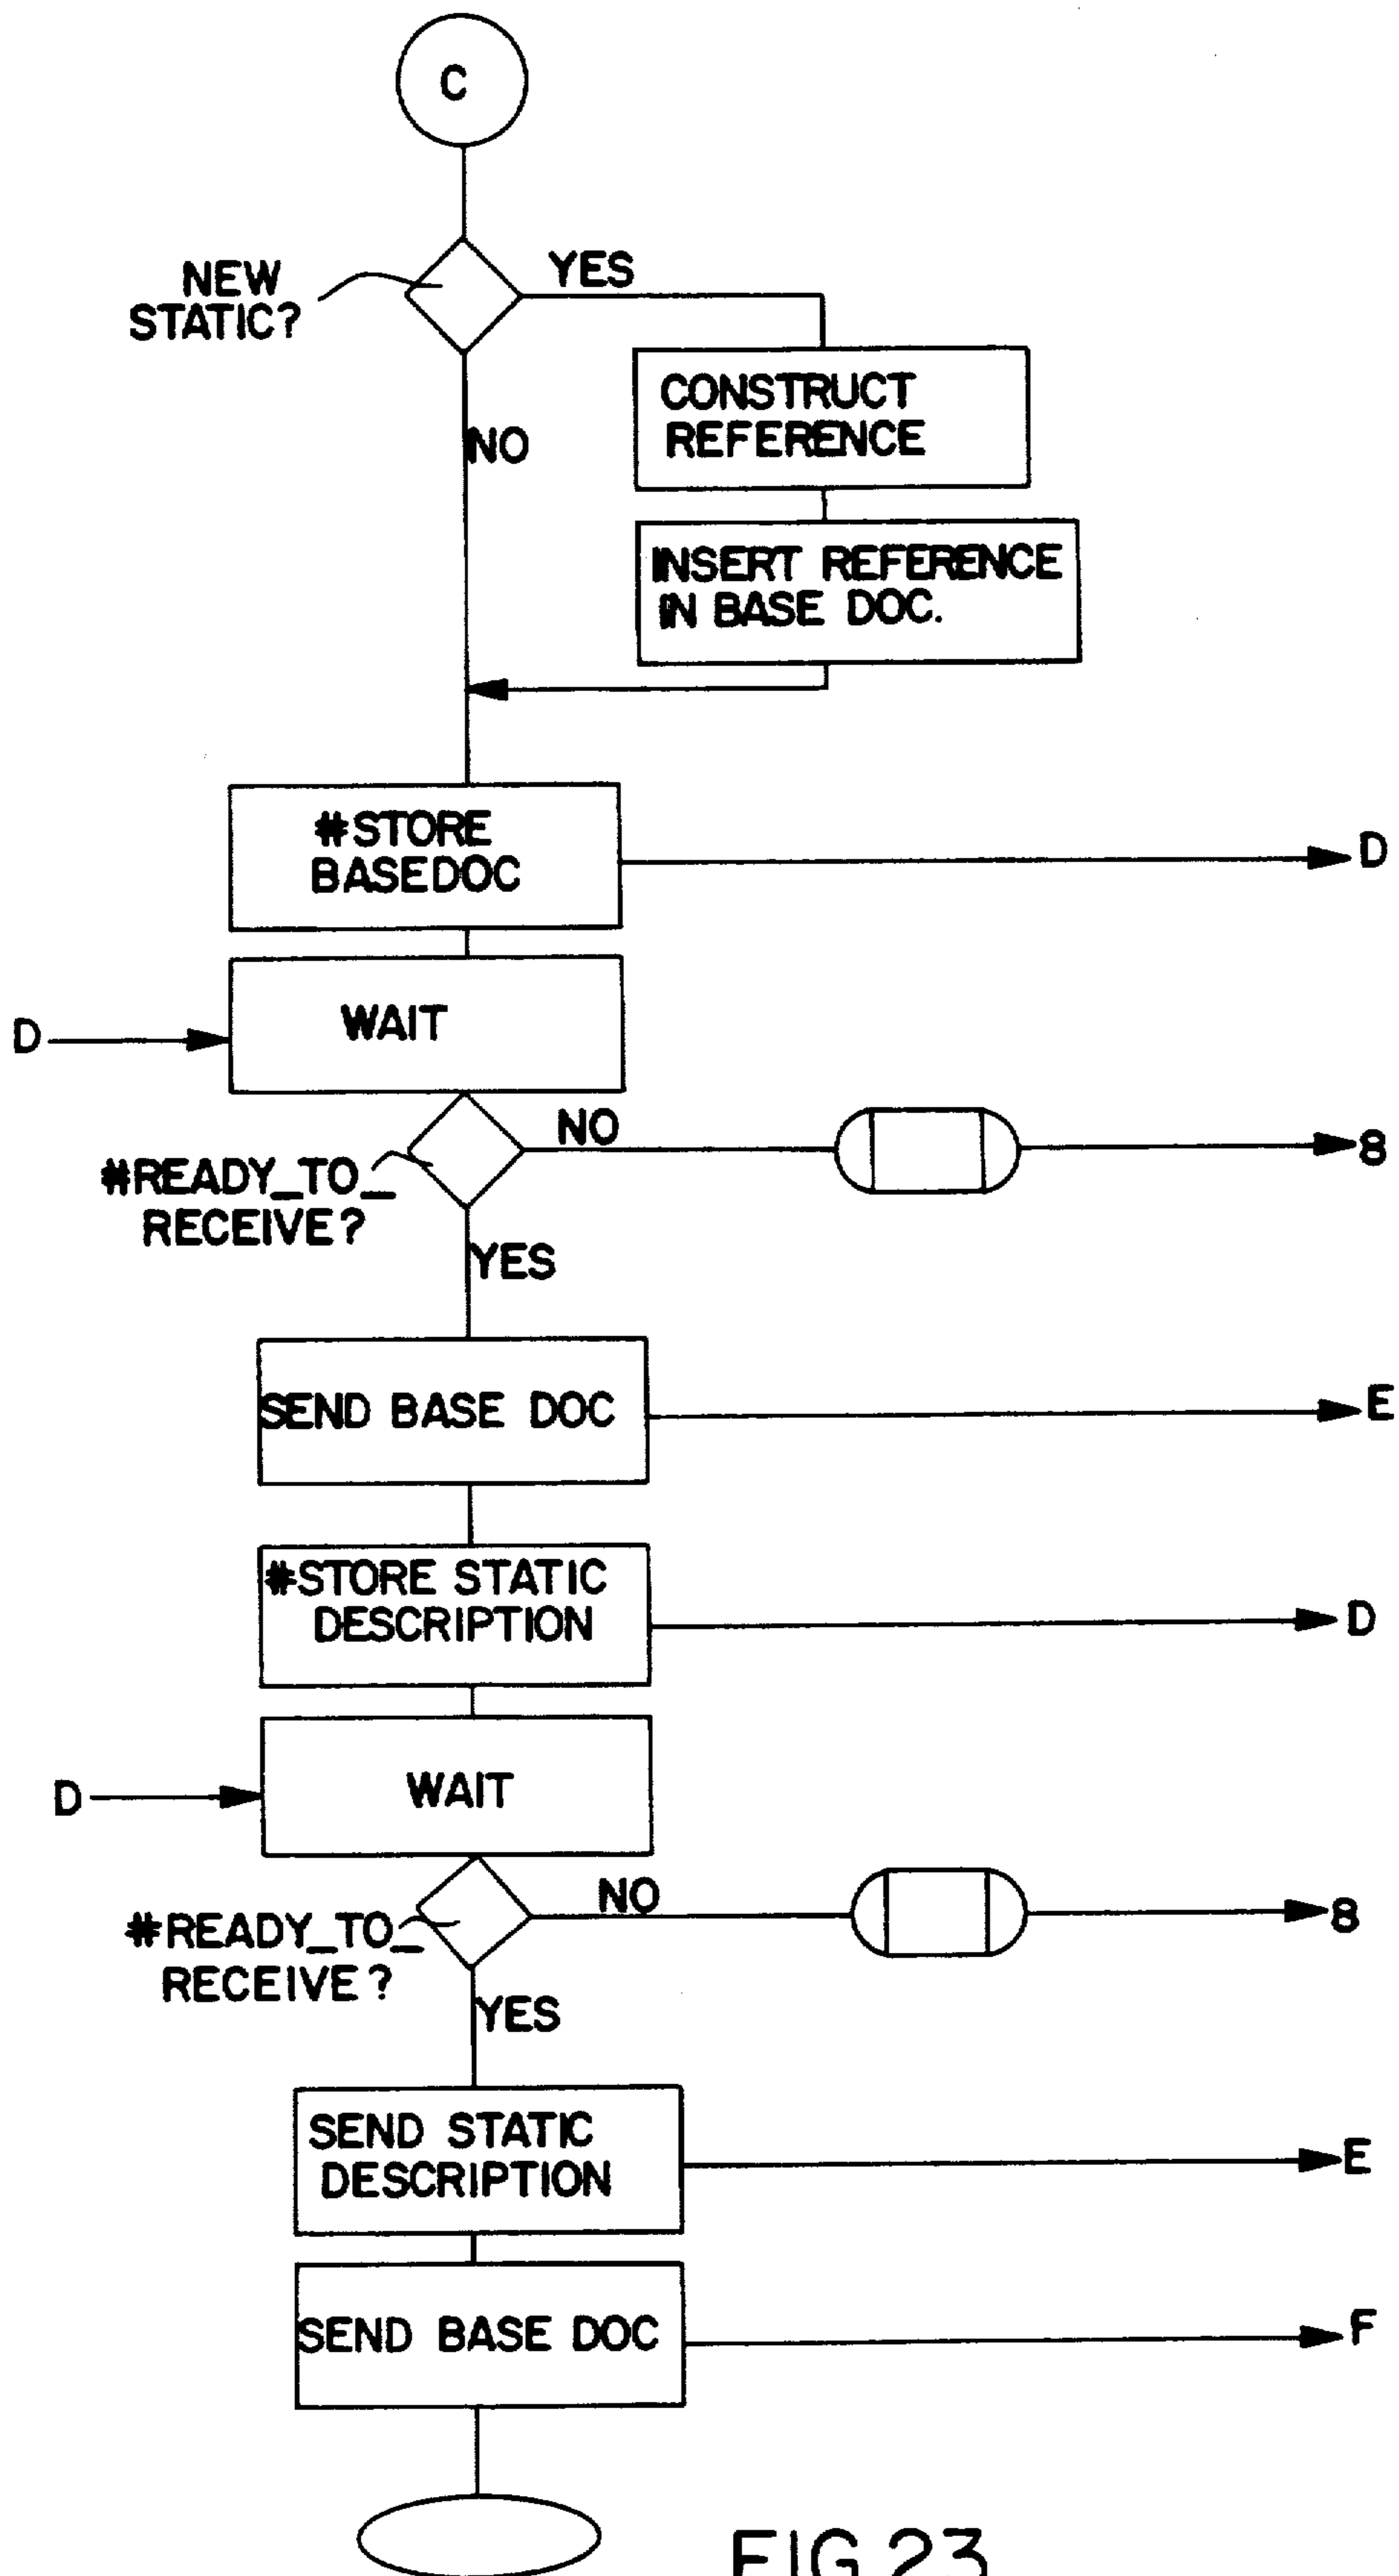 C
NEW
STATIC?
YES
CONSTRUCT
REFERENCE
NO
INSERT REFERENCE
IN BASE DOC.
#STORE
BASEDOC
D
WAIT
D
NO
8
#READY_TO_
RECEIVE?
YES
SEND BASE DOC
E
#STORE STATIC
DESCRIPTION
D
WAIT
D
NO
8
#READY_TO_
RECEIVE?
YES
SEND STATIC
DESCRIPTION
E
SEND BASE DOC
F
FIG. 23